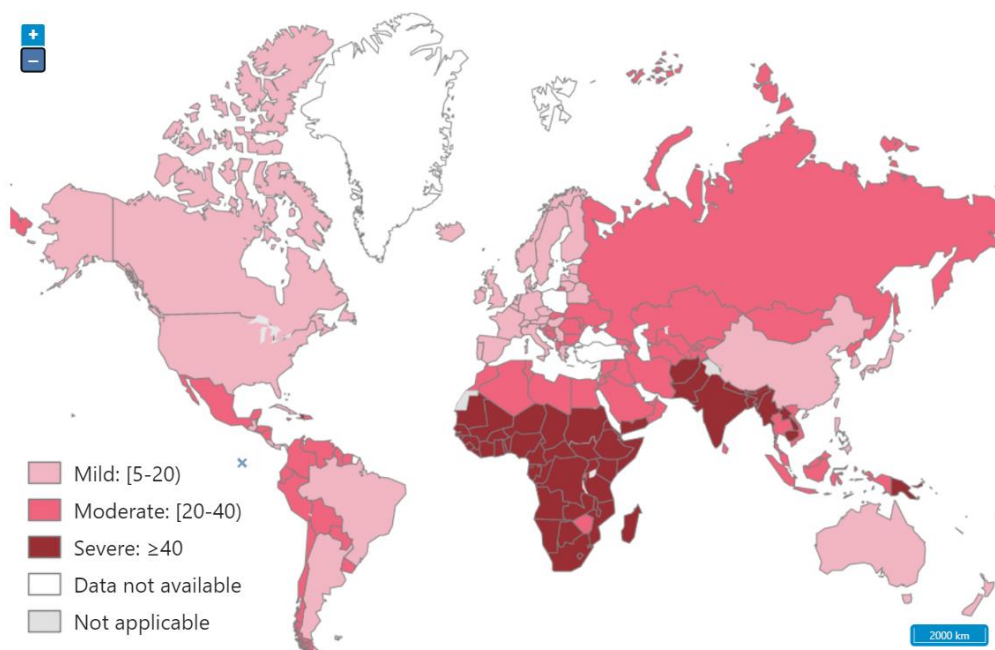 +
−
Mild: [5-20)
Moderate: [20-40)
Severe: ≥40
Data not available
Not applicable
2000 km